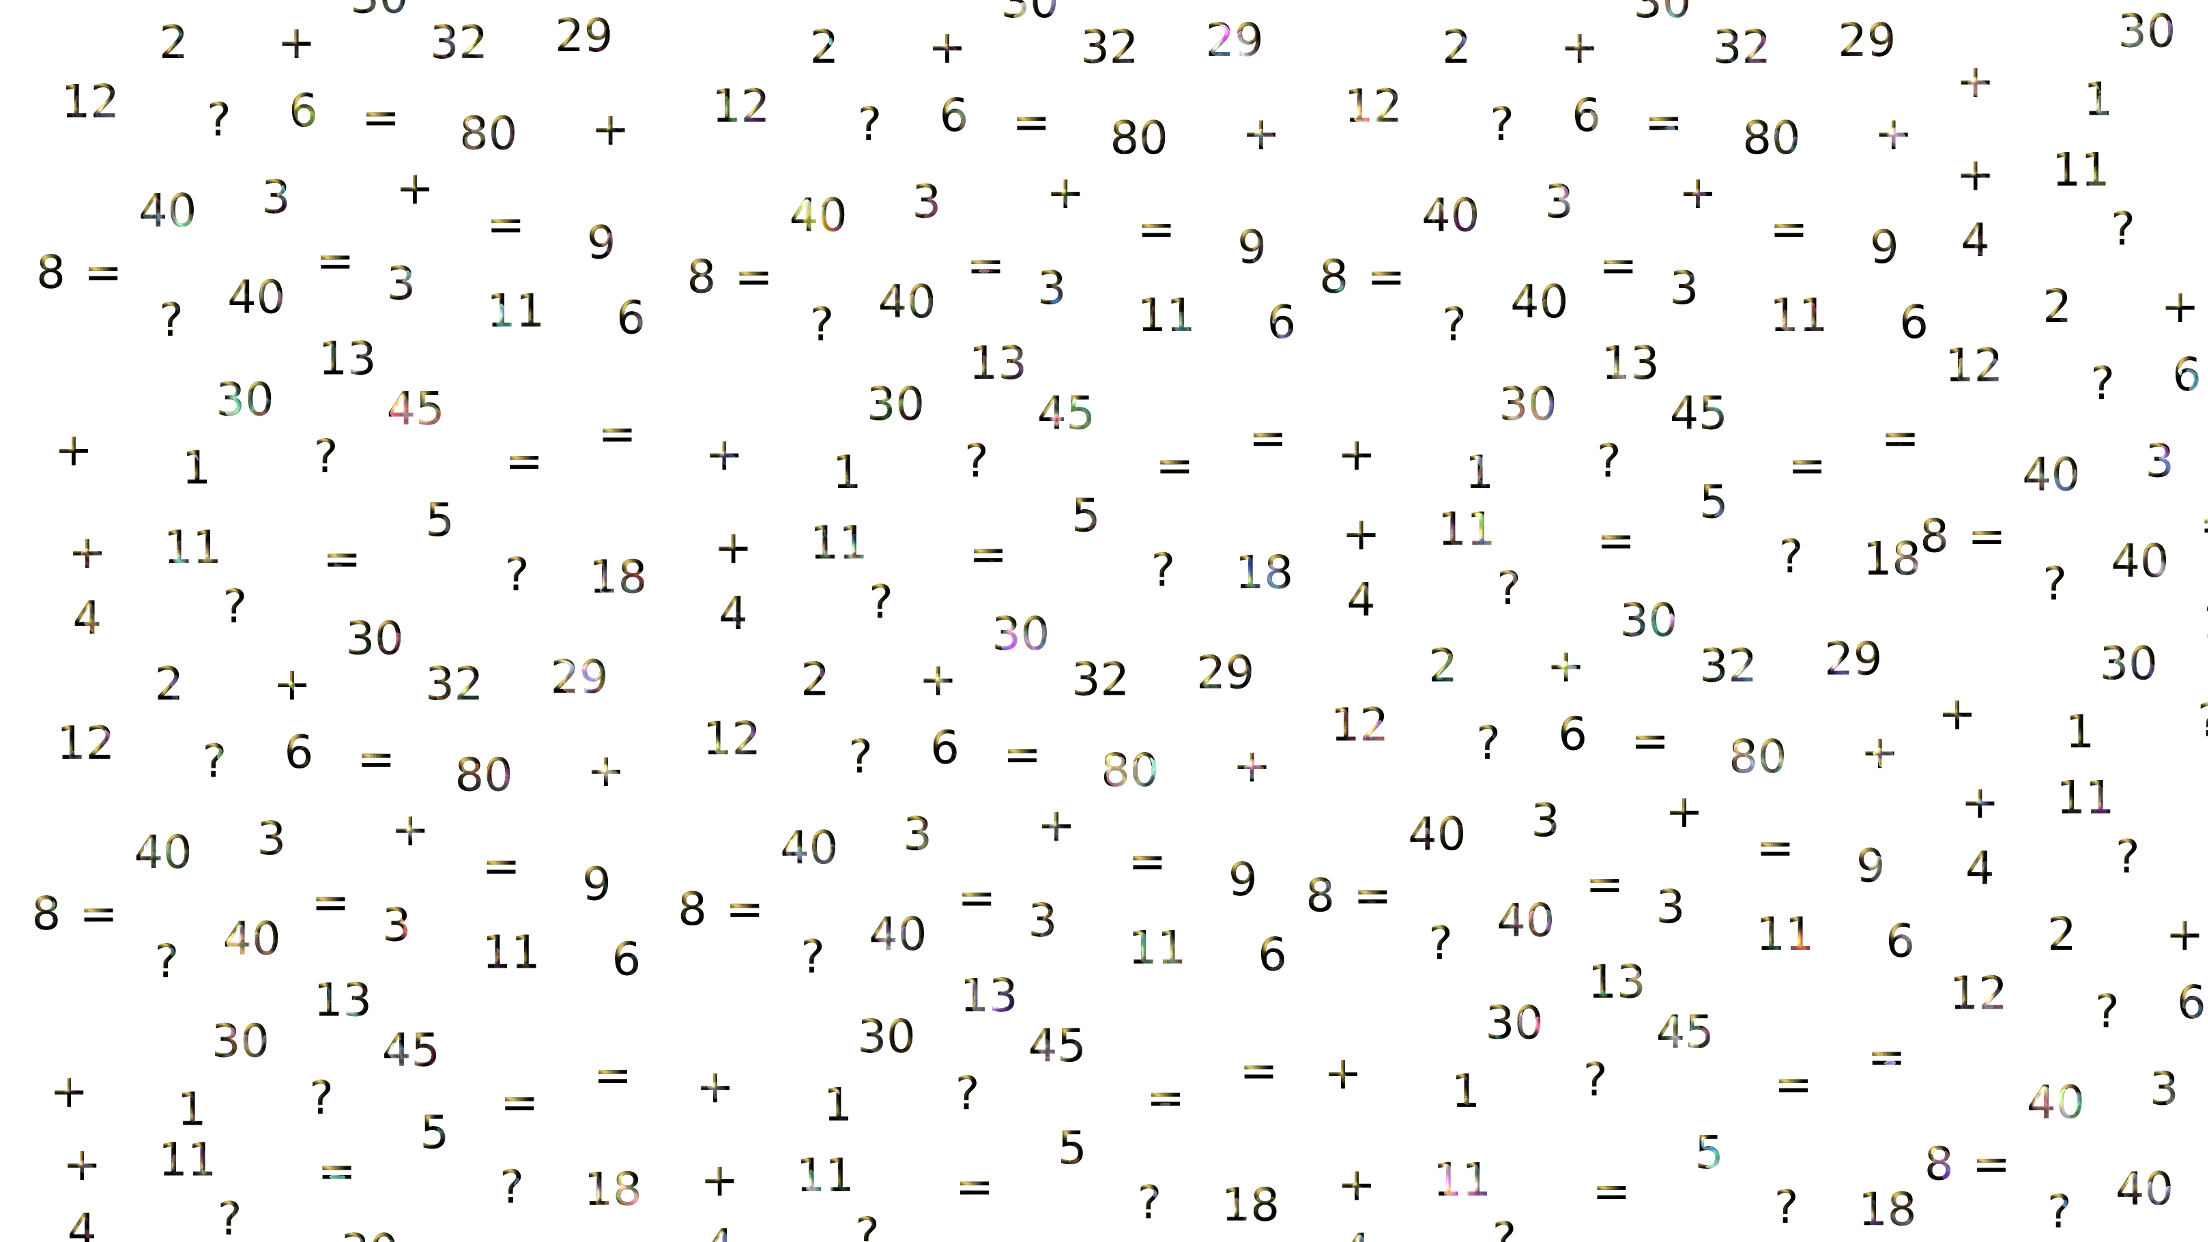 30 30 30 30
2 + 32 29 2 + 32 29 2 + 32 29
12 ? 6 = 80 + 12 ? 6 = 80 + 12 ? 6 = 80 + + 1
40 3 + 40 3 + 40 3 + + 11
= 9 = 9 = 9 4 ?
8 = 40 = 3 8 = 40 = 3 8 = 40 = 3
? 11 6 ? 11 6 ? 11 6 2 +
13 13 13 12 ? 6
30 45 30 45 30 45
+ 1 ? = = + 1 ? = = + 1 ? = = 40 3
5 5 5
+ 11 = ? 18 + 11 = ? 18 + 11 = ? 18 8 = 40
4 ? 4 ? 4 ? ?
30 30 30
2 + 32 29 2 + 32 29 2 + 32 29 30
12 ? 6 = 80 + 12 ? 6 = 80 + 12 ? 6 = 80 + + 1
40 3 + 40 3 + 40 3 + + 11
= 9 = 9 = 9 4 ?
8 = 40 = 3 8 = 40 = 3 8 = 40 = 3
? 11 6 ? 11 6 ? 11 6 2 +
13 13 13 12 ? 6
30 45 30 45 30 45
+ 1 ? = = + 1 ? = = + 1 ? = = 40 3
5 5 5
+ 11 = ? 18 + 11 = ? 18 + 11 = ? 18 8 = 40
4 ? 4 ? 4 ? ?
30